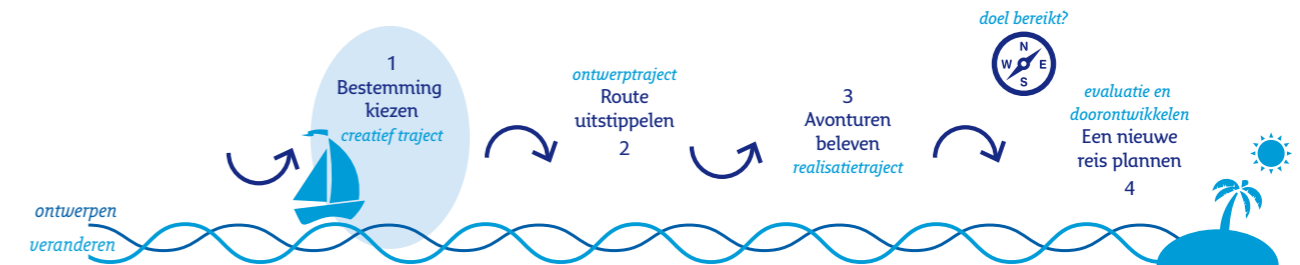 1
Bestemming
kiezen
creatief traject
ontwerptraject
Route
uitstippelen
2
3
Avonturen
beleven
realisatietraject
doel bereikt?
N
W E
S
evaluatie en
doorontwikkelen
Een nieuwe
reis plannen
4
ontwerpen
veranderen